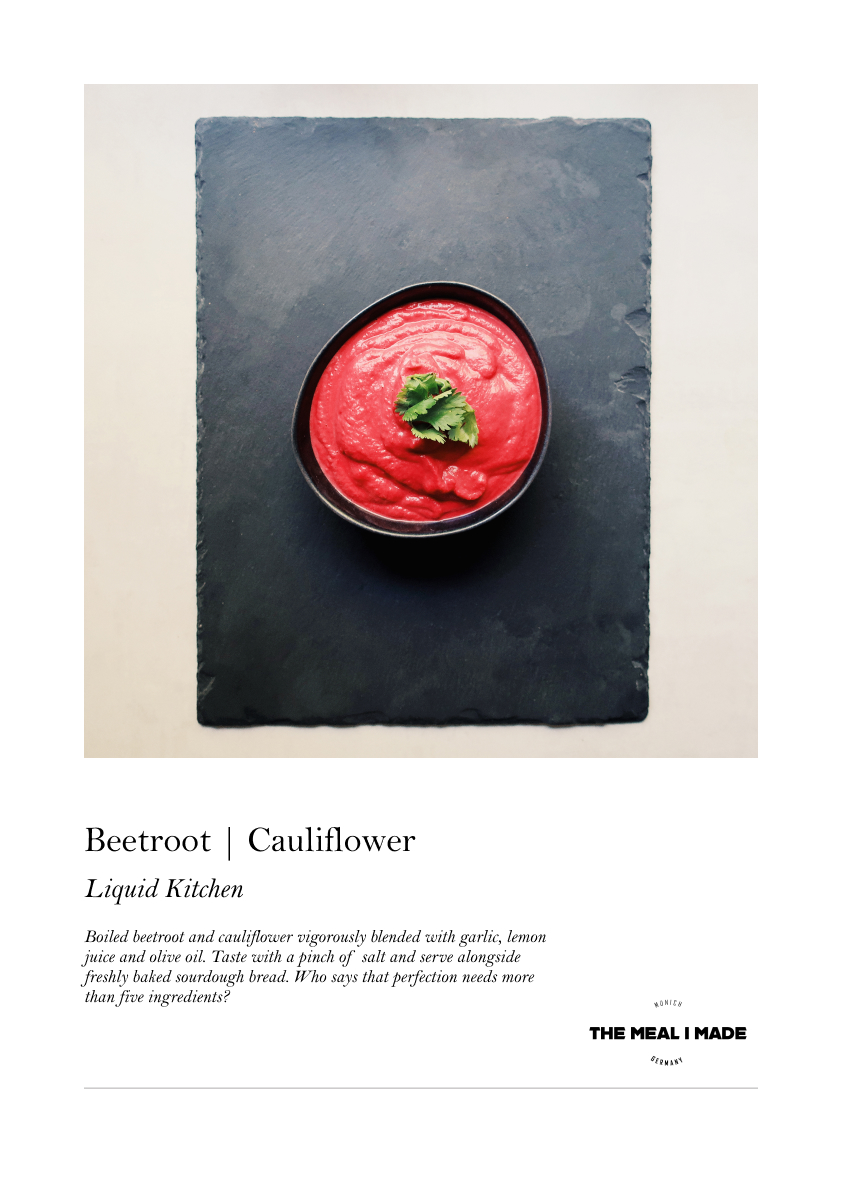 Beetroot | Cauliflower
Liquid Kitchen
Boiled beetroot and cauliflower vigorously blended with garlic, lemon
juice and olive oil. Taste with a pinch of  salt and serve alongside
freshly baked sourdough bread. Who says that perfection needs more
than five ingredients?
MUNICH
THE MEAL I MADE
GERMANY